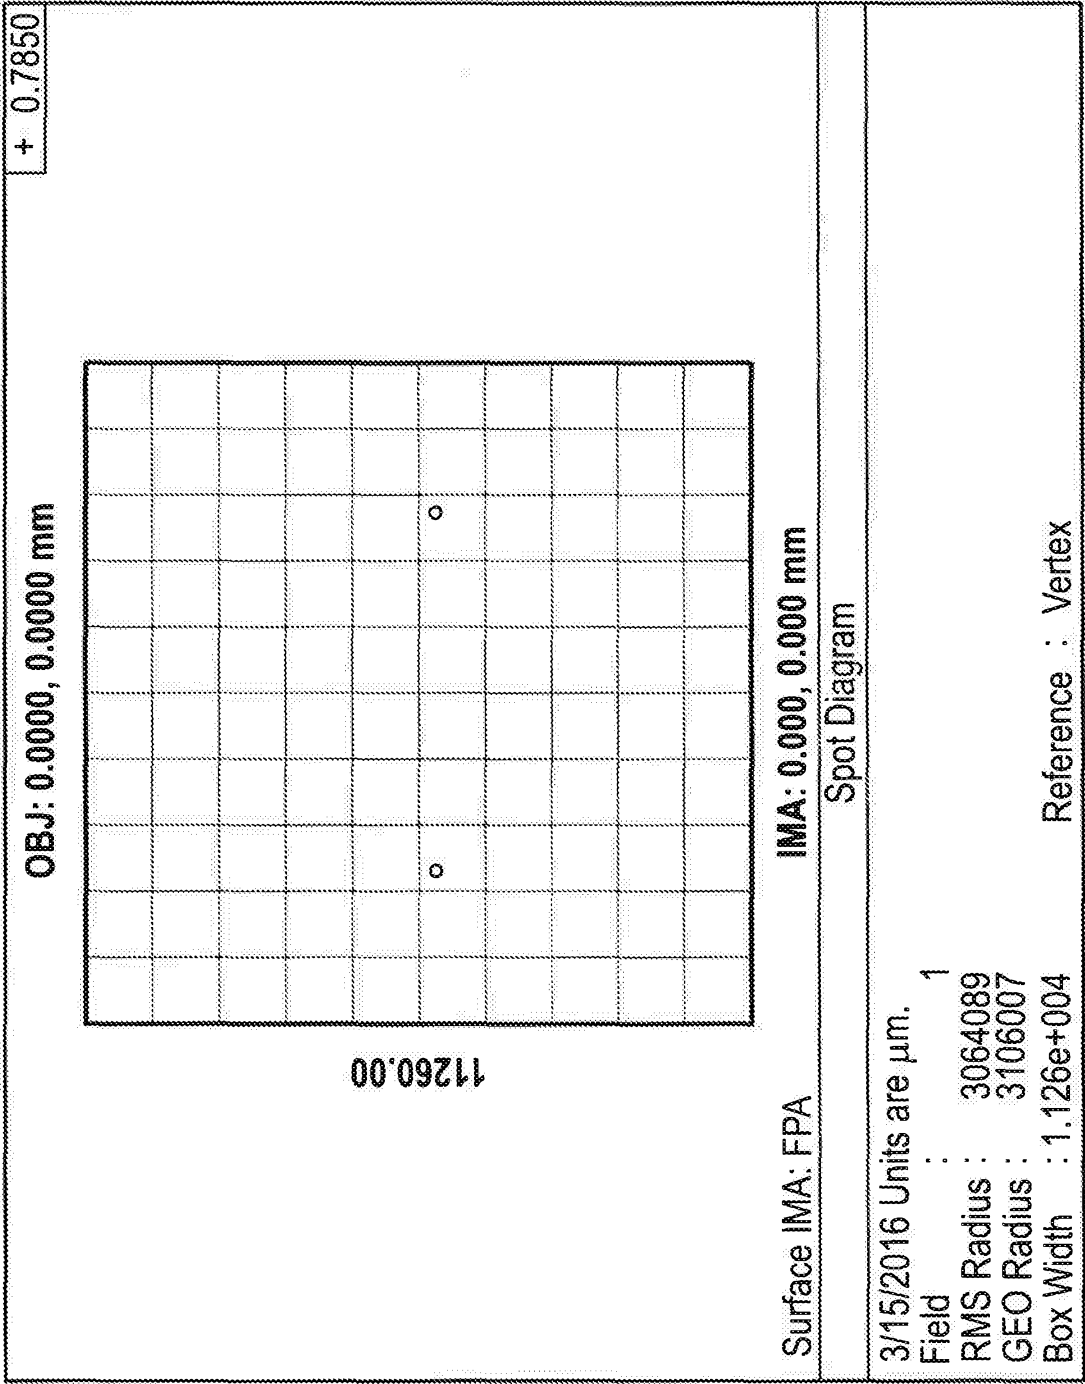 + 0.7850
OBJ: 0.0000, 0.0000 mm
11260.00
IMA: 0.000, 0.000 mm
Surface IMA: FPA
Spot Diagram
3/15/2016 Units are μm.
Field : 1
RMS Radius : 3064089
GEO Radius : 3106007
Box Width : 1.126e+004 Reference : Vertex